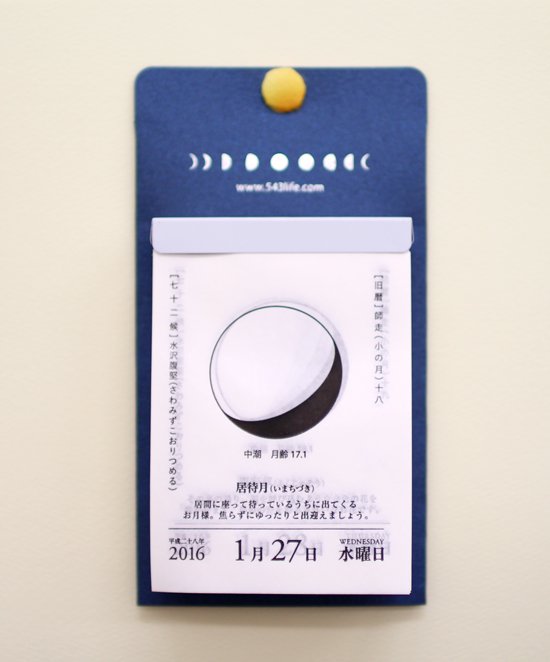 www.543life.com
[旧暦]師走(小の月)十八
[七十二候]水沢腹堅(さわみずこおりつめる)
中潮 月齢17.1
居待月(いまちづき)
居間に座って待っているうちに出てくる
お月様。焦らずにゆったりと出迎えましょう。
平成二十八年
2016
1月27日
WEDNESDAY
水曜日